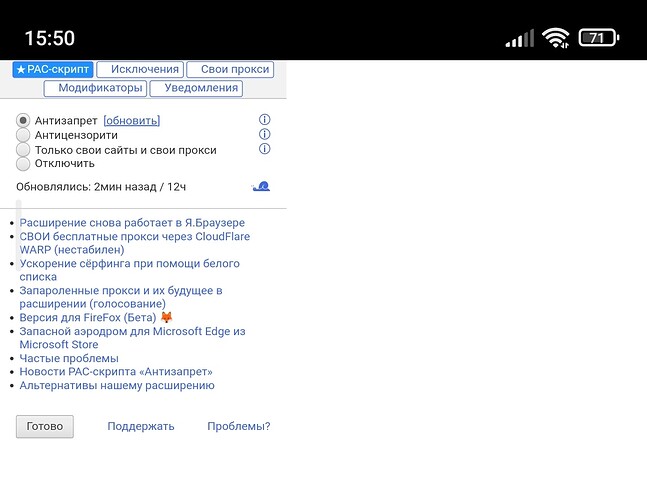 15:50
71
★PAC-скрипт
Исключения
Свои прокси
Модификаторы
Уведомления
Антизапрет [обновить]
Антицензорити
Только свои сайты и свои прокси
Отключить
Обновлялись: 2мин назад / 12ч
Расширение снова работает в Я.Браузере
СВОИ бесплатные прокси через CloudFlare
WARP (нестабилен)
Ускорение сёрфинга при помощи белого
списка
Запароленные прокси и их будущее в
расширении (голосование)
Версия для FireFox (Бета) 🦊
Запасной аэродром для Microsoft Edge из
Microsoft Store
Частые проблемы
Новости PAC-скрипта «Антизапрет»
Альтернативы нашему расширению
Готово
Поддержать
Проблемы?